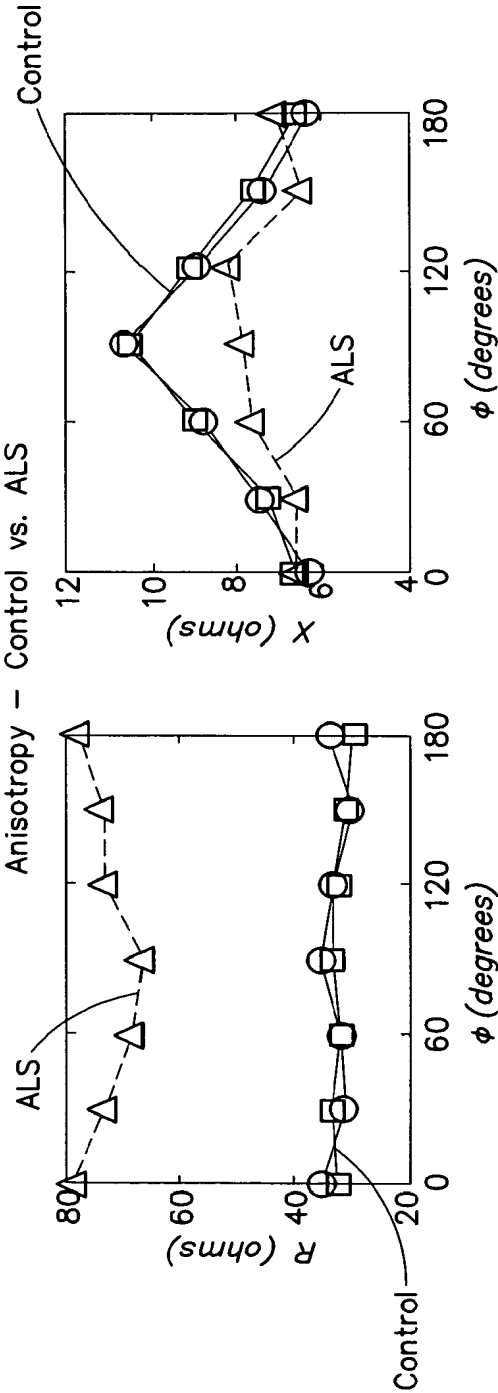 Anisotropy – Control vs. ALS
ALS
80
60
40
20
R (ohms)
0
60
120
180
ϕ (degrees)
Control
Control
12
10
8
6
4
X (ohms)
0
60
120
180
ϕ (degrees)
ALS